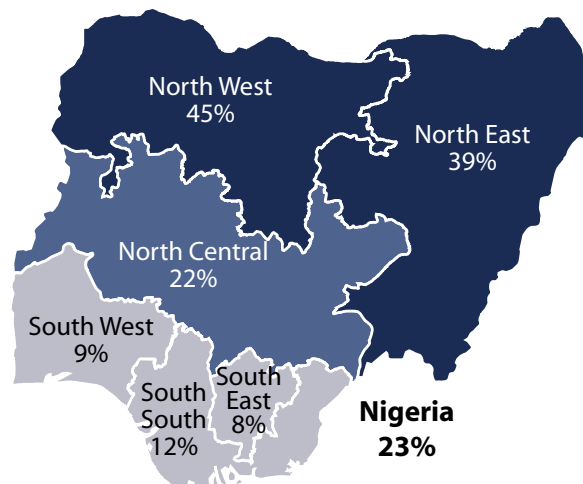 North West
45%
North East
39%
North Central
22%
South West
9%
South
South
12%
South
East
8%
Nigeria
23%